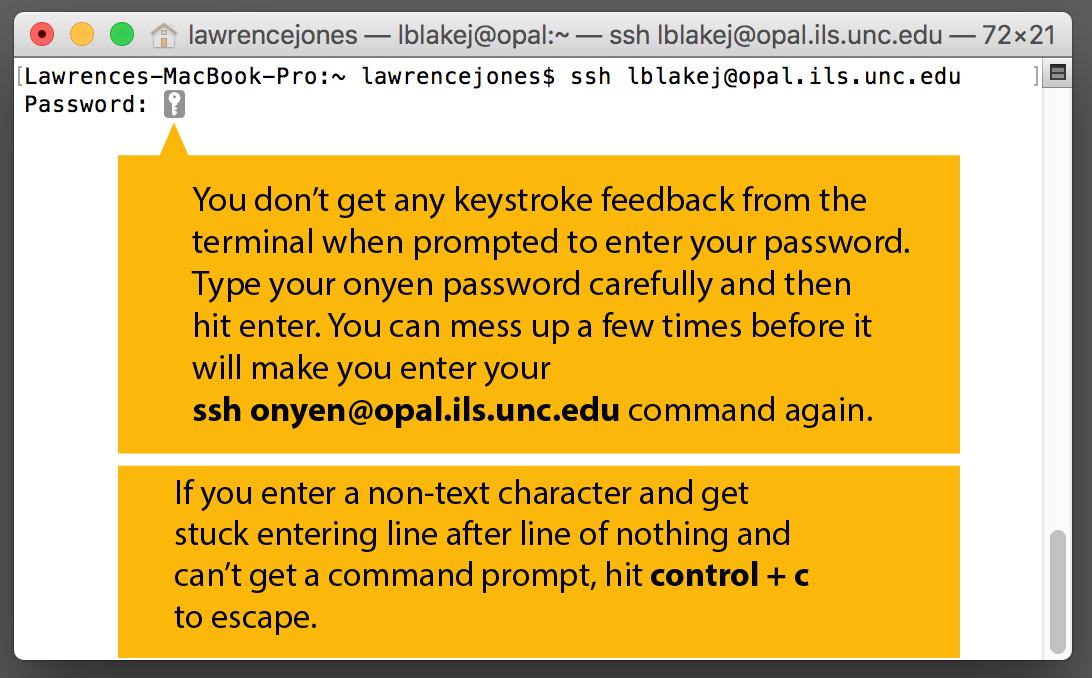 lawrencejones — lblakej@opal:~ — ssh lblakej@opal.ils.unc.edu — 72×21
[Lawrences-MacBook-Pro:~ lawrencejones$ ssh lblakej@opal.ils.unc.edu ]
Password:
You don’t get any keystroke feedback from the
terminal when prompted to enter your password.
Type your onyen password carefully and then
hit enter. You can mess up a few times before it
will make you enter your
ssh onyen@opal.ils.unc.edu command again.
If you enter a non-text character and get
stuck entering line after line of nothing and
can’t get a command prompt, hit control + c
to escape.